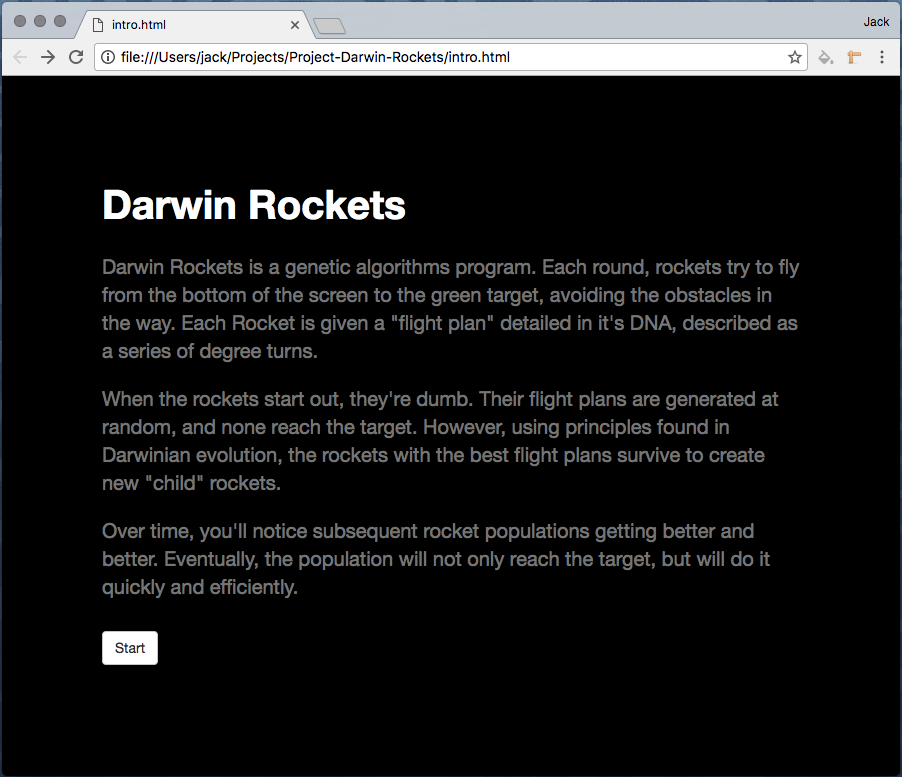 intro.html
Jack
file:///Users/jack/Projects/Project-Darwin-Rockets/intro.html
Darwin Rockets
Darwin Rockets is a genetic algorithms program. Each round, rockets try to fly
from the bottom of the screen to the green target, avoiding the obstacles in
the way. Each Rocket is given a "flight plan" detailed in it's DNA, described as
a series of degree turns.
When the rockets start out, they're dumb. Their flight plans are generated at
random, and none reach the target. However, using principles found in
Darwinian evolution, the rockets with the best flight plans survive to create
new "child" rockets.
Over time, you'll notice subsequent rocket populations getting better and
better. Eventually, the population will not only reach the target, but will do it
quickly and efficiently.
Start